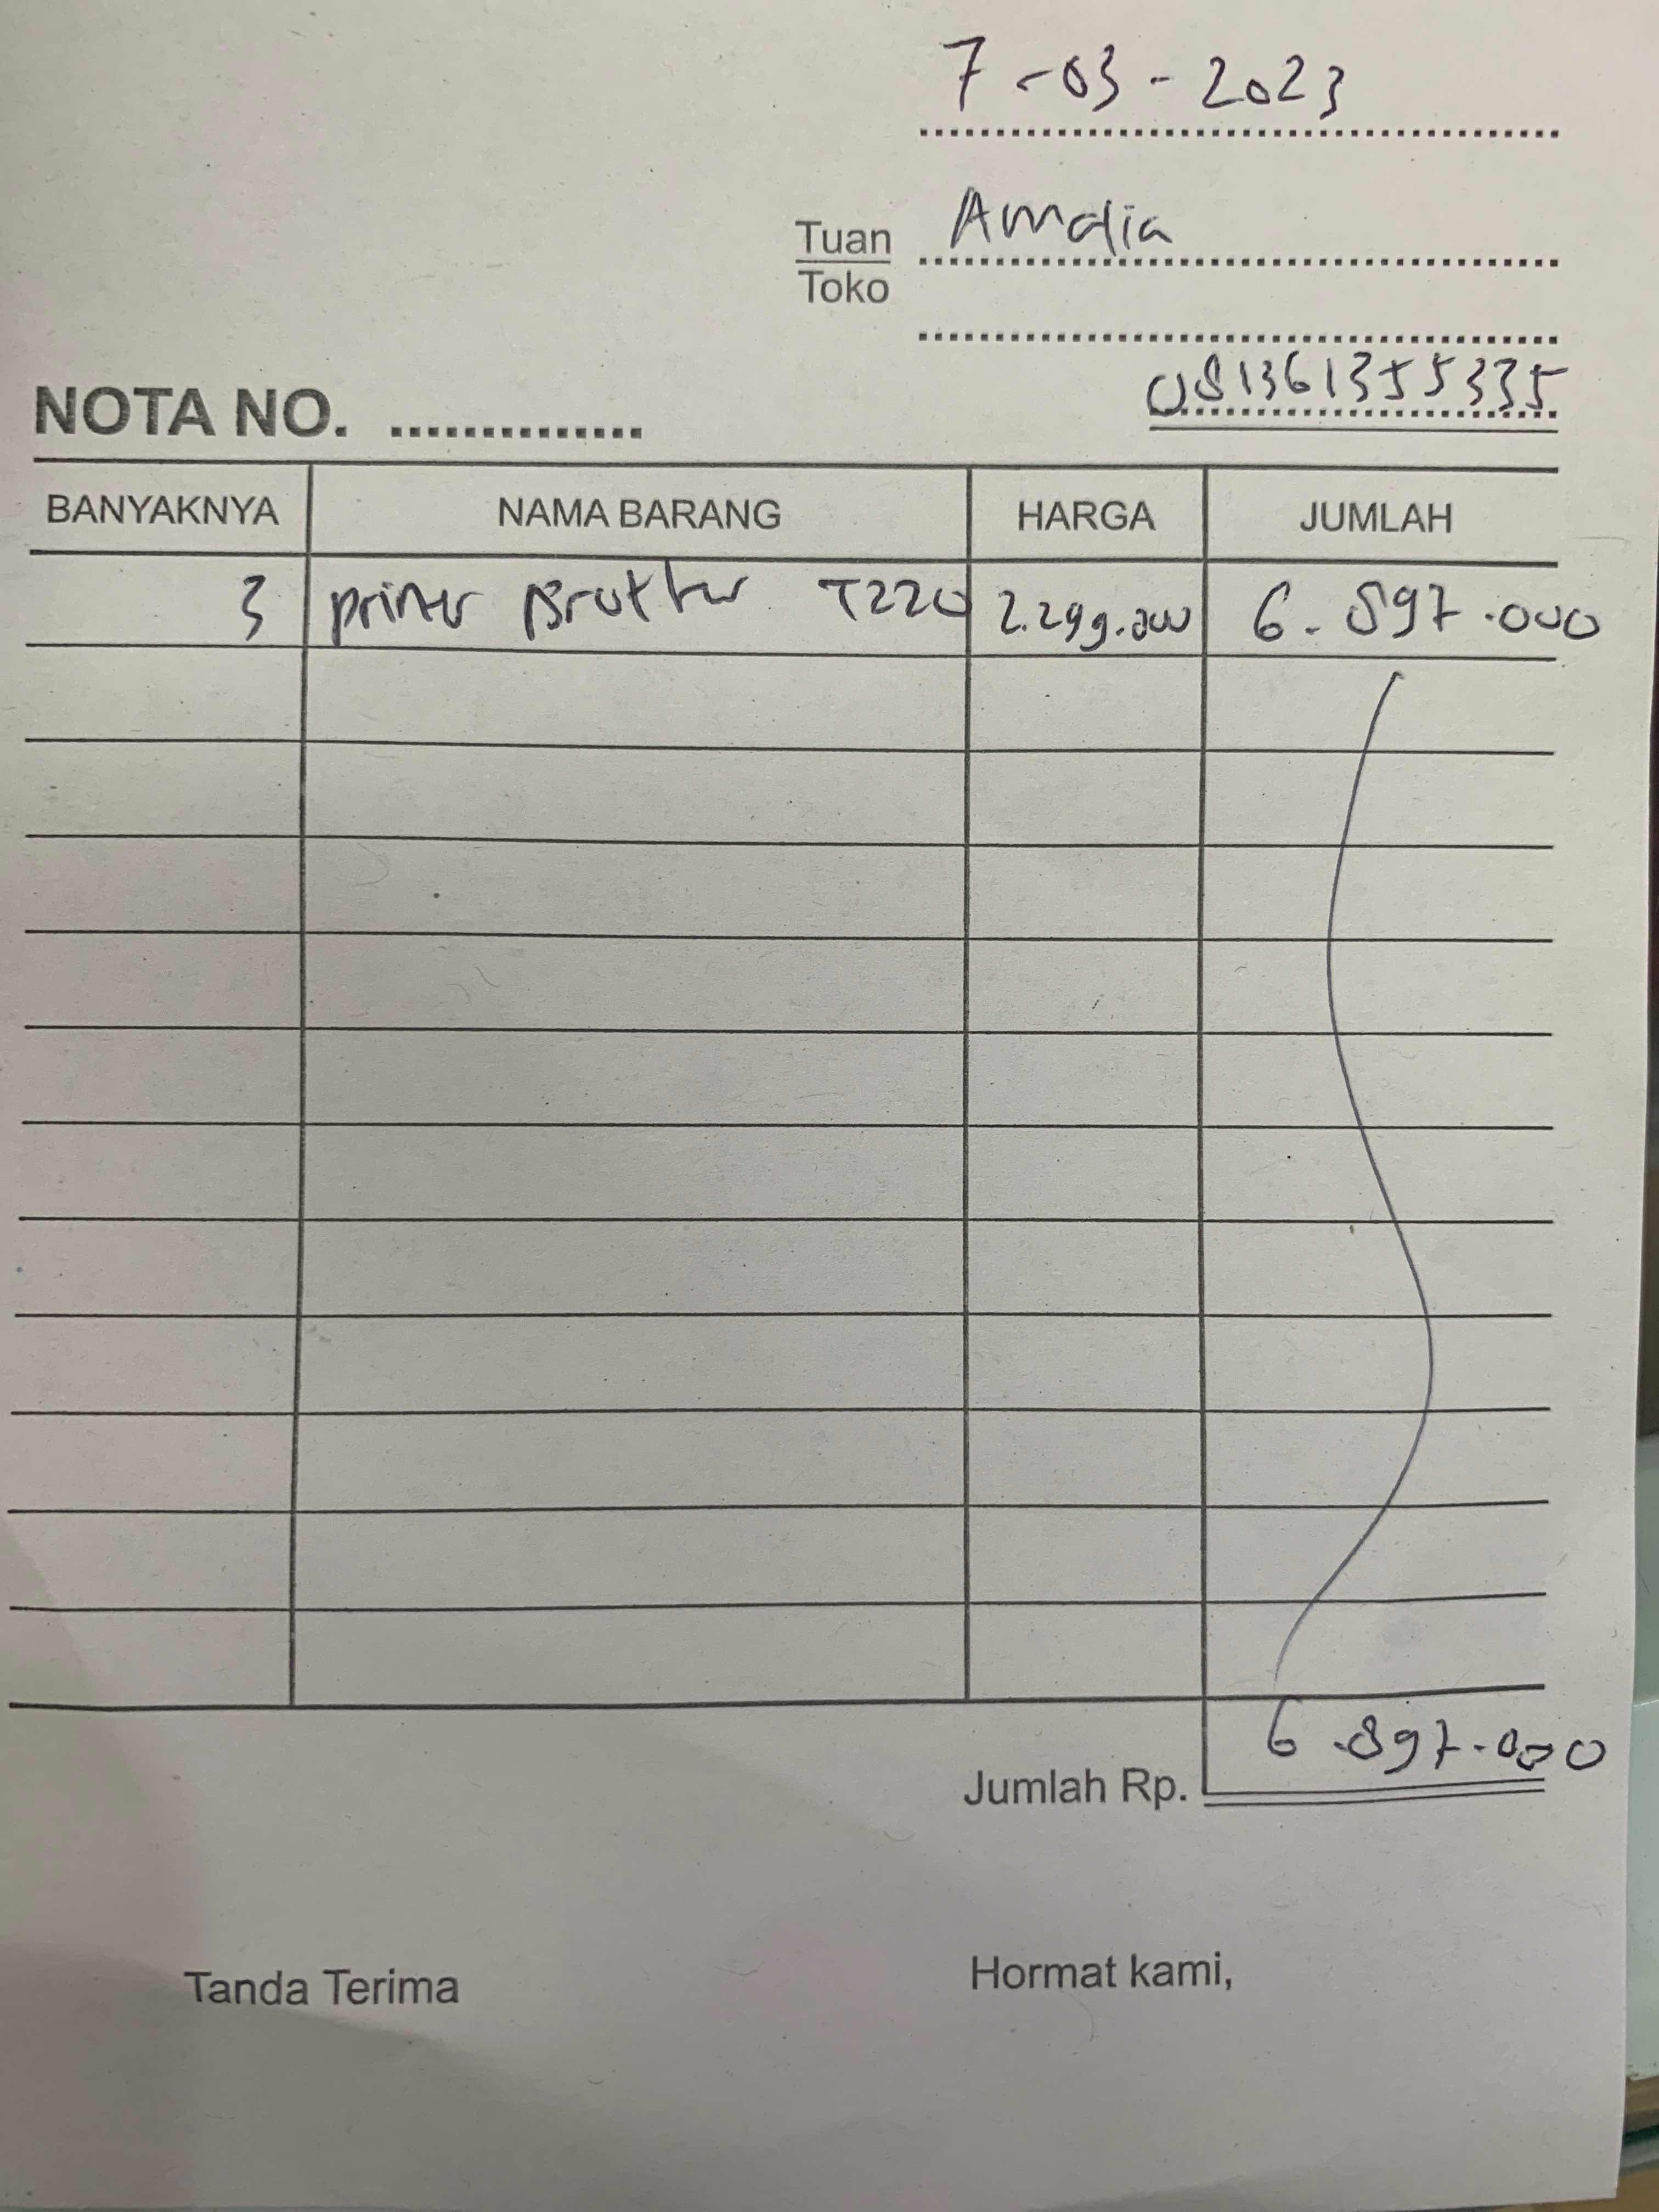 7-03-2023
Tuan Amalia
Toko
081361355335
NOTA NO. ..............
BANYAKNYA NAMA BARANG HARGA JUMLAH
3 printer Brother T220 2.299.000 6.897.000
Jumlah Rp. 6.897.000
Tanda Terima Hormat kami,